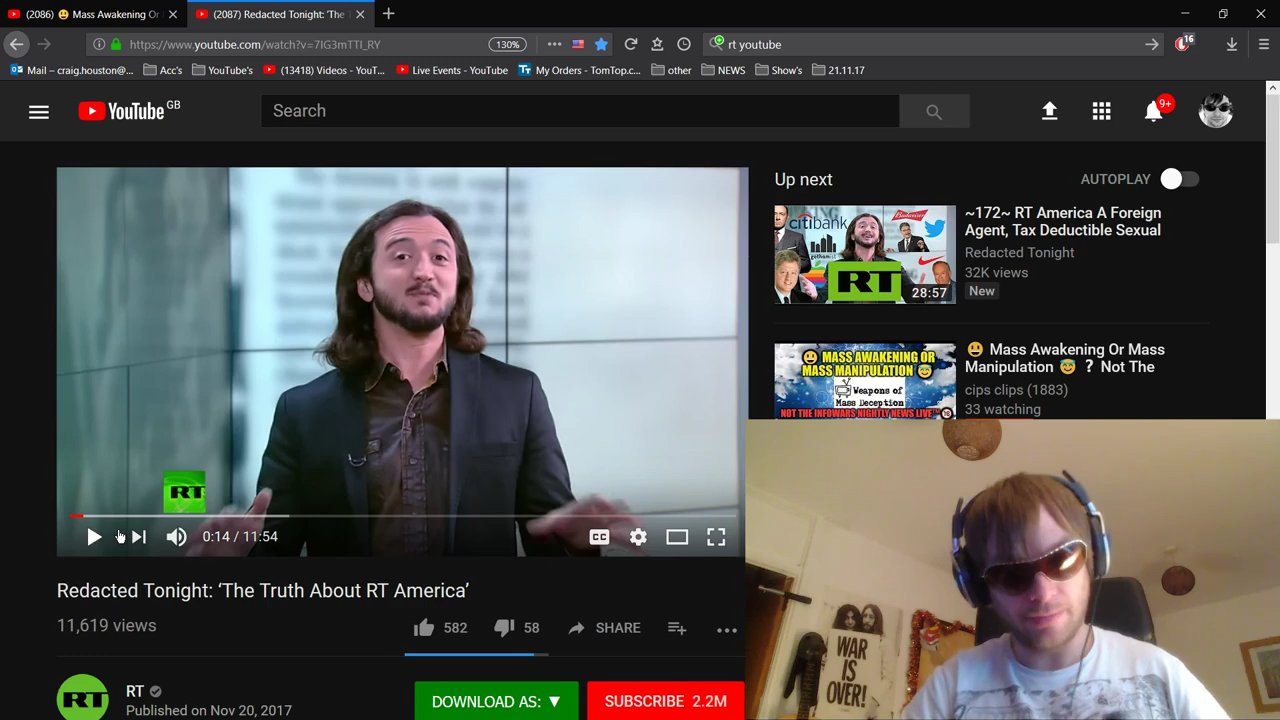 (2086) 😃 Mass Awakening Or
(2087) Redacted Tonight: 'The
https://www.youtube.com/watch?v=7IG3mTTI_RY
130%
rt youtube
16
Mail – craig.houston@...
Acc's
YouTube's
(13418) Videos - YouT...
Live Events - YouTube
My Orders - TomTop.c...
other
NEWS
Show's
21.11.17
YouTube GB
Search
9+
Up next
AUTOPLAY
citibank
Budweiser
gothamist
RT
28:57
~172~ RT America A Foreign
Agent, Tax Deductible Sexual
Redacted Tonight
32K views
New
😃 MASS AWAKENING OR
MASS MANIPULATION 😇
Weapons of
Mass Deception
NOT THE INFOWARS NIGHTLY NEWS LIVE
😃 Mass Awakening Or Mass
Manipulation 😇 ? Not The
cips clips (1883)
33 watching
RT
0:14 / 11:54
CC
Redacted Tonight: ‘The Truth About RT America’
11,619 views
582
58
SHARE
RT
RT
Published on Nov 20, 2017
DOWNLOAD AS: ▼
SUBSCRIBE 2.2M
WAR
IS
OVER!